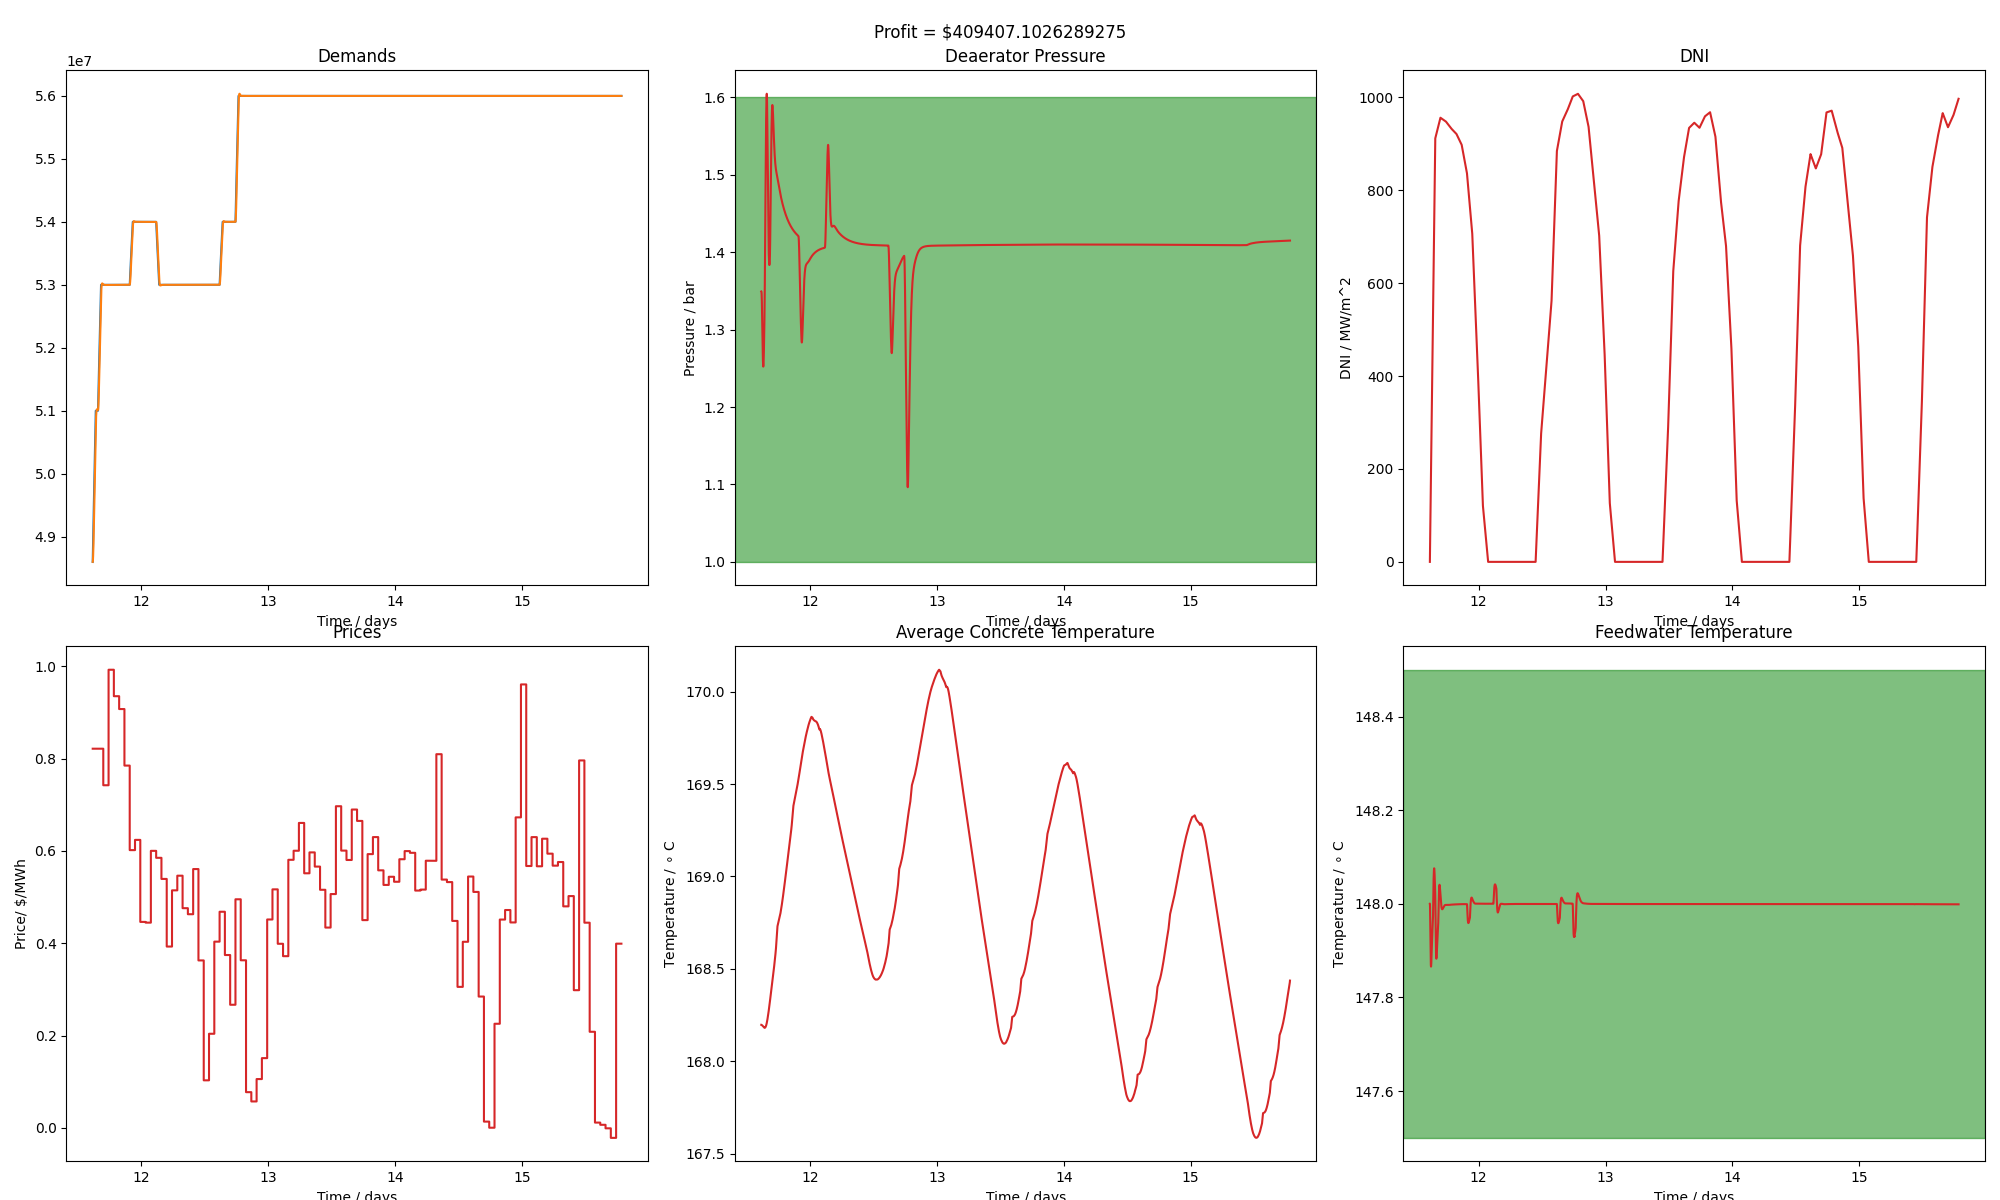 Profit = $409407.1026289275
Demands
1e7
5.6
5.5
5.4
5.3
5.2
5.1
5.0
4.9
12 13 14 15
Time / days
Deaerator Pressure
Pressure / bar
1.6
1.5
1.4
1.3
1.2
1.1
1.0
12 13 14 15
Time / days
DNI
DNI / MW/m^2
1000
800
600
400
200
0
12 13 14 15
Time / days
Prices
Price/ $/MWh
1.0
0.8
0.6
0.4
0.2
0.0
12 13 14 15
Time / days
Average Concrete Temperature
Temperature / ∘ C
170.0
169.5
169.0
168.5
168.0
167.5
12 13 14 15
Time / days
Feedwater Temperature
Temperature / ∘ C
148.4
148.2
148.0
147.8
147.6
12 13 14 15
Time / days